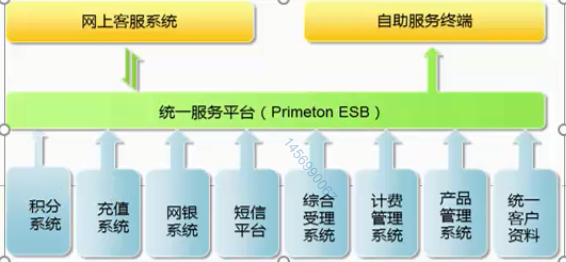 网上客服系统
自助服务终端
统一服务平台（Primeton ESB）
积分
系统
充值
系统
网银
系统
短信
平台
综合
受理
系统
计费
管理
系统
产品
管理
系统
统一
客户
资料